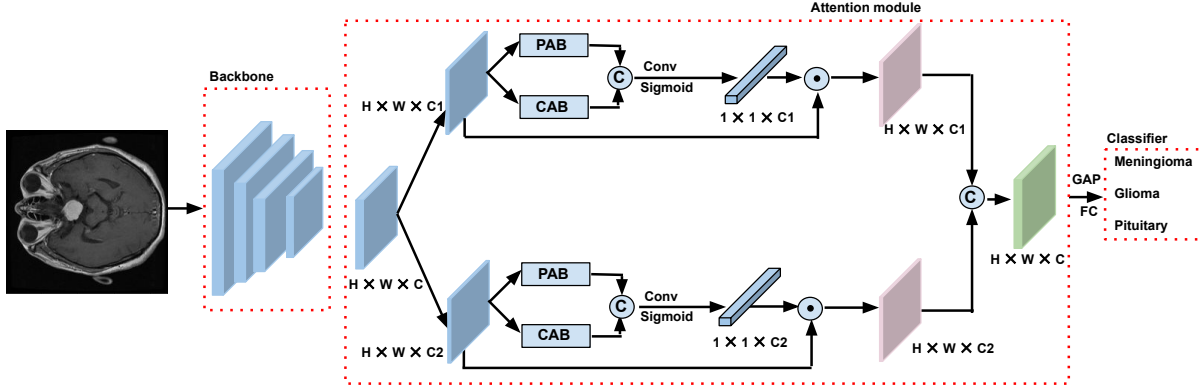 Attention module
Backbone
PAB
CAB
C
Conv
Sigmoid
H × W × C1
1 × 1 × C1
H × W × C1
H × W × C
PAB
CAB
C
Conv
Sigmoid
H × W × C2
1 × 1 × C2
H × W × C2
C
H × W × C
GAP
FC
Classifier
Meningioma
Glioma
Pituitary